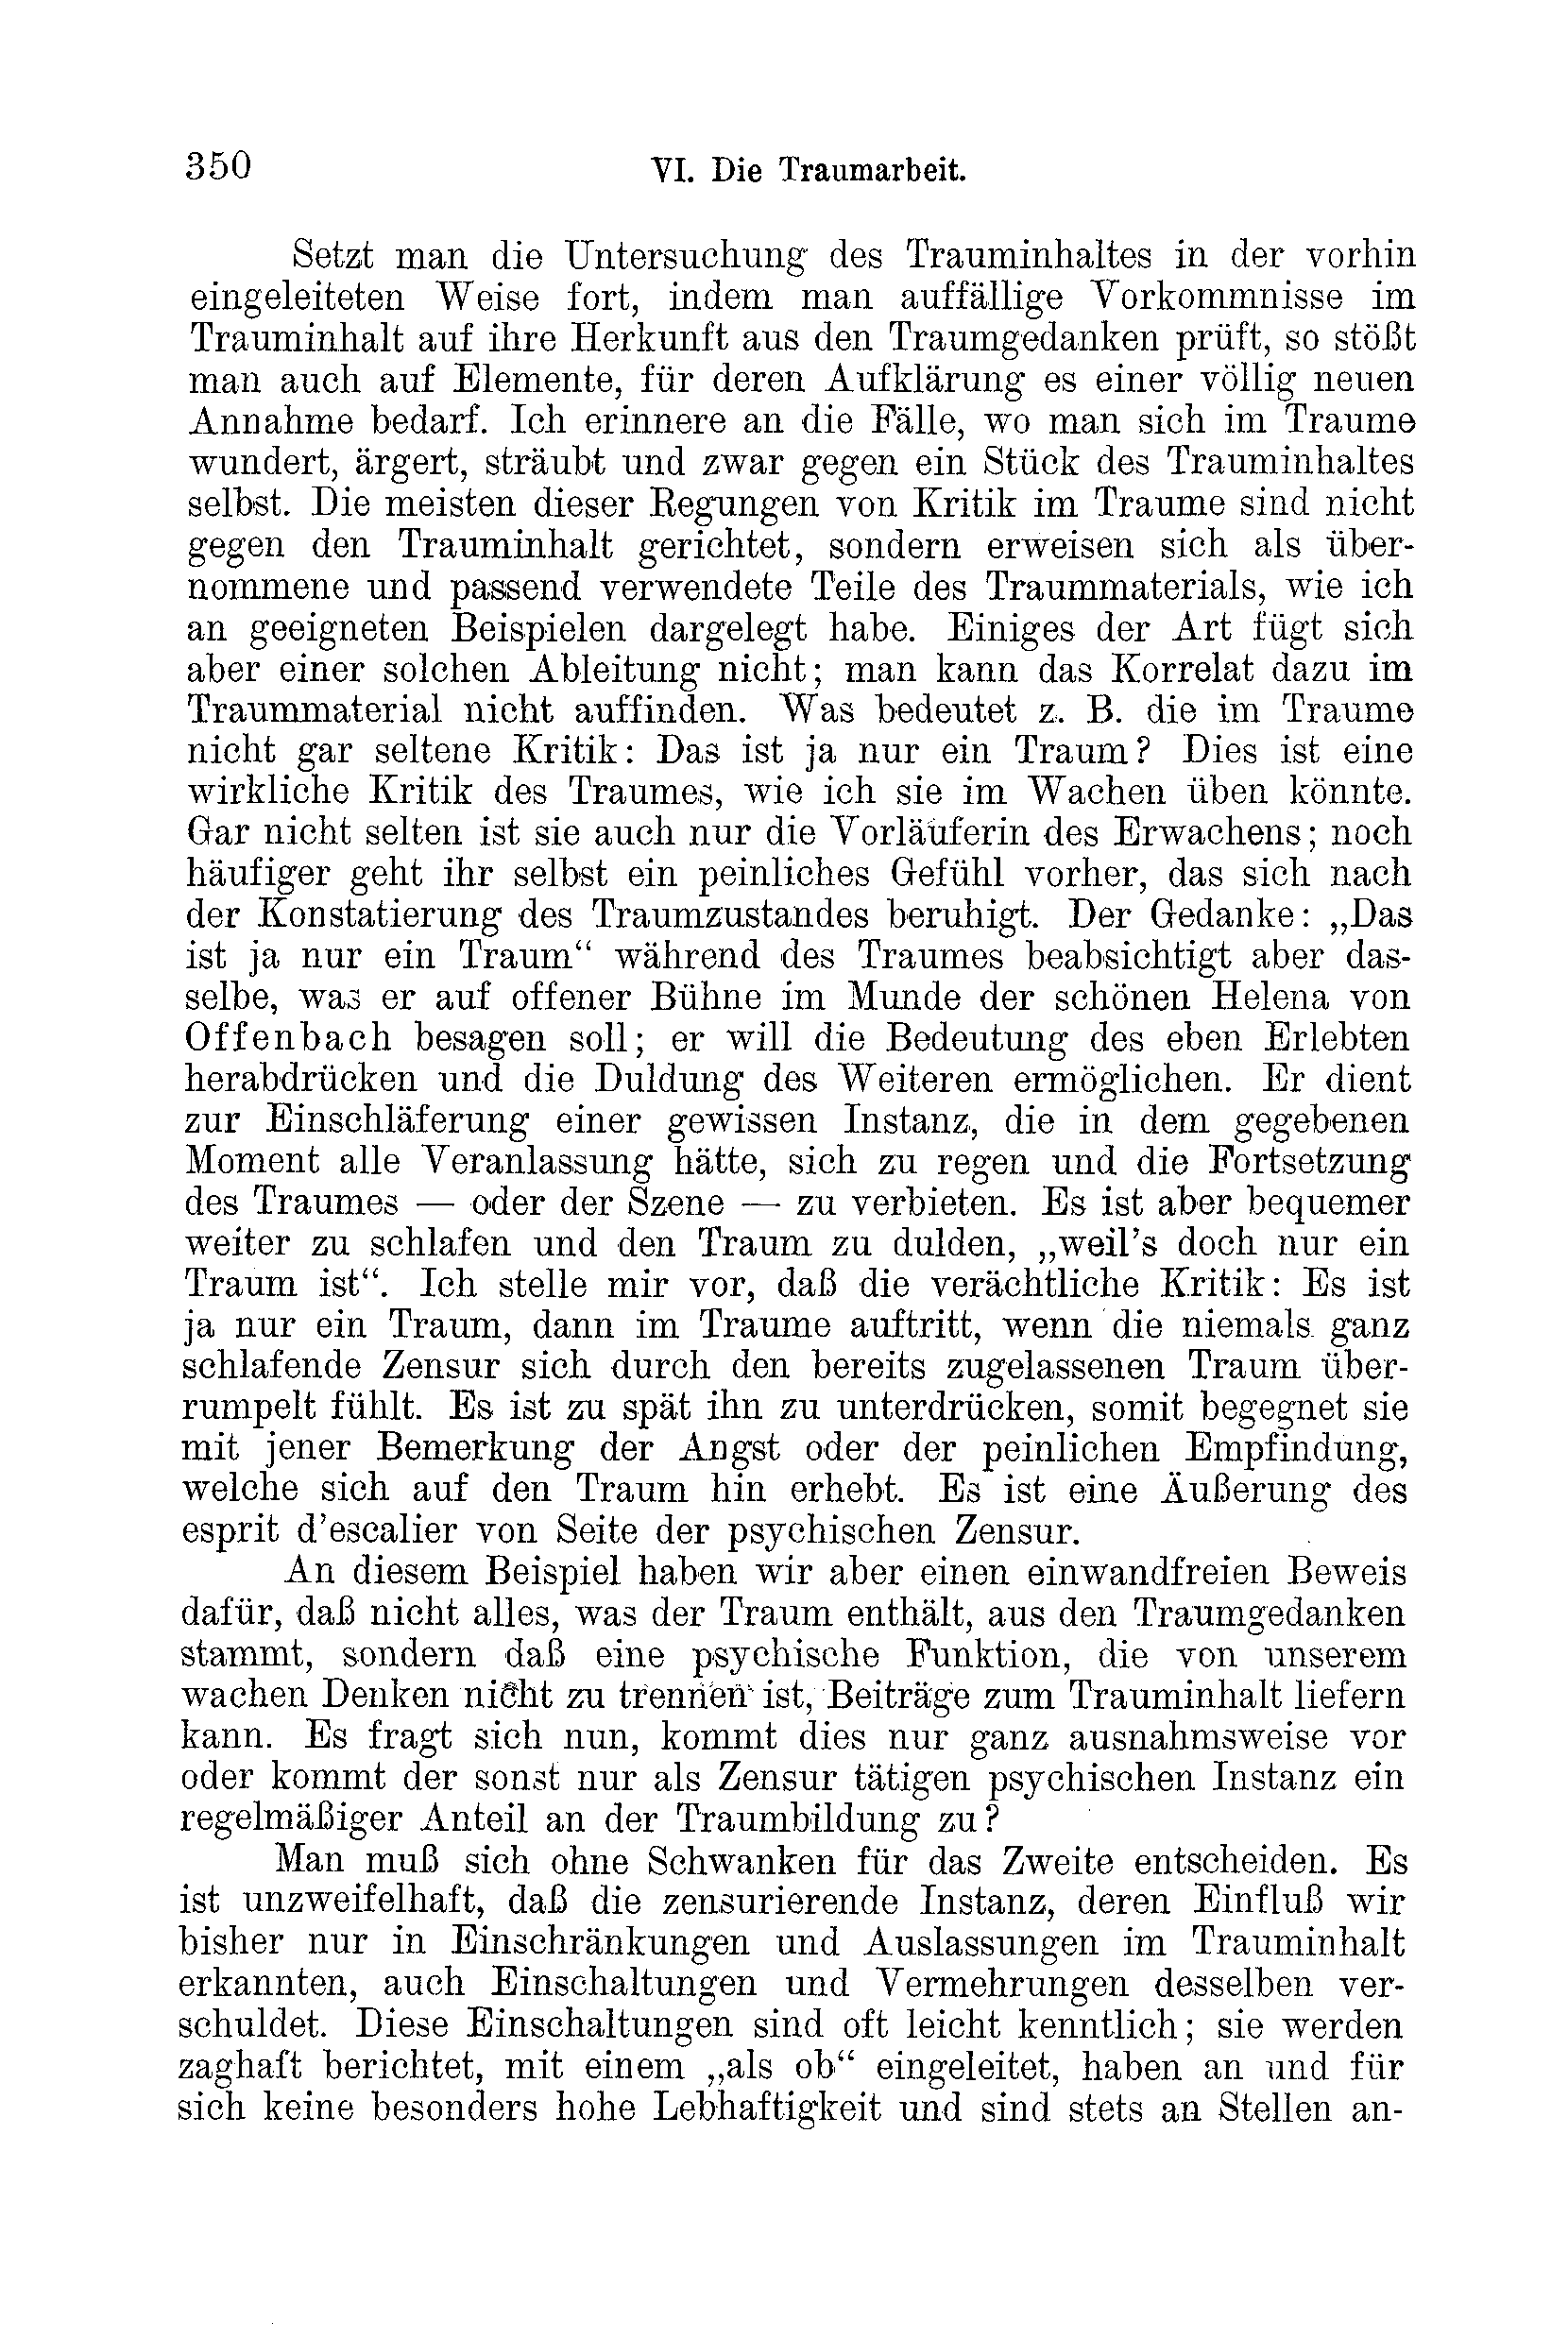 350
VI. Die Traumarbeit.
Setzt man die Untersuchung des Trauminhaltes in der vorhin
eingeleiteten Weise fort, indem man auffällige Vorkommnisse im
Trauminhalt auf ihre Herkunft aus den Traumgedanken prüft, so stößt
man auch auf Elemente, für deren Aufklärung es einer völlig neuen
Annahme bedarf. Ich erinnere an die Fälle, wo man sich im Traume
wundert, ärgert, sträubt und zwar gegen ein Stück des Trauminhaltes
selbst. Die meisten dieser Regungen von Kritik im Traume sind nicht
gegen den Trauminhalt gerichtet, sondern erweisen sich als über-
nommene und passend verwendete Teile des Traummaterials, wie ich
an geeigneten Beispielen dargelegt habe. Einiges der Art fügt sich
aber einer solchen Ableitung nicht; man kann das Korrelat dazu im
Traummaterial nicht auffinden. Was bedeutet z. B. die im Traume
nicht gar seltene Kritik: Das ist ja nur ein Traum? Dies ist eine
wirkliche Kritik des Traumes, wie ich sie im Wachen üben könnte.
Gar nicht selten ist sie auch nur die Vorläuferin des Erwachens; noch
häufiger geht ihr selbst ein peinliches Gefühl vorher, das sich nach
der Konstatierung des Traumzustandes beruhigt. Der Gedanke: „Das
ist ja nur ein Traum“ während des Traumes beabsichtigt aber das-
selbe, was er auf offener Bühne im Munde der schönen Helena von
Offenbach besagen soll; er will die Bedeutung des eben Erlebten
herabdrücken und die Duldung des Weiteren ermöglichen. Er dient
zur Einschläferung einer gewissen Instanz, die in dem gegebenen
Moment alle Veranlassung hätte, sich zu regen und die Fortsetzung
des Traumes — oder der Szene — zu verbieten. Es ist aber bequemer
weiter zu schlafen und den Traum zu dulden, „weil's doch nur ein
Traum ist“. Ich stelle mir vor, daß die verächtliche Kritik: Es ist
ja nur ein Traum, dann im Traume auftritt, wenn die niemals ganz
schlafende Zensur sich durch den bereits zugelassenen Traum über-
rumpelt fühlt. Es ist zu spät ihn zu unterdrücken, somit begegnet sie
mit jener Bemerkung der Angst oder der peinlichen Empfindung,
welche sich auf den Traum hin erhebt. Es ist eine Äußerung des
esprit d'escalier von Seite der psychischen Zensur.
An diesem Beispiel haben wir aber einen einwandfreien Beweis
dafür, daß nicht alles, was der Traum enthält, aus den Traumgedanken
stammt, sondern daß eine psychische Funktion, die von unserem
wachen Denken nicht zu trennen ist, Beiträge zum Trauminhalt liefern
kann. Es fragt sich nun, kommt dies nur ganz ausnahmsweise vor
oder kommt der sonst nur als Zensur tätigen psychischen Instanz ein
regelmäßiger Anteil an der Traumbildung zu?
Man muß sich ohne Schwanken für das Zweite entscheiden. Es
ist unzweifelhaft, daß die zensurierende Instanz, deren Einfluß wir
bisher nur in Einschränkungen und Auslassungen im Trauminhalt
erkannten, auch Einschaltungen und Vermehrungen desselben ver-
schuldet. Diese Einschaltungen sind oft leicht kenntlich; sie werden
zaghaft berichtet, mit einem „als ob“ eingeleitet, haben an und für
sich keine besonders hohe Lebhaftigkeit und sind stets an Stellen an-